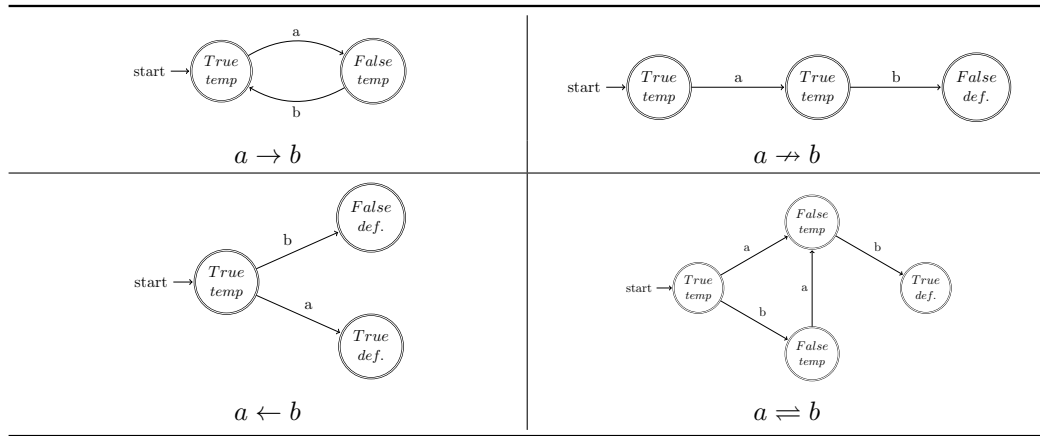 start
True
temp
a
False
temp
b
a → b
start
True
temp
a
True
temp
b
False
def.
a ↛ b
start
True
temp
b
False
def.
a
True
def.
a ← b
start
True
temp
a
False
temp
b
True
def.
b
a
False
temp
a ⇌ b